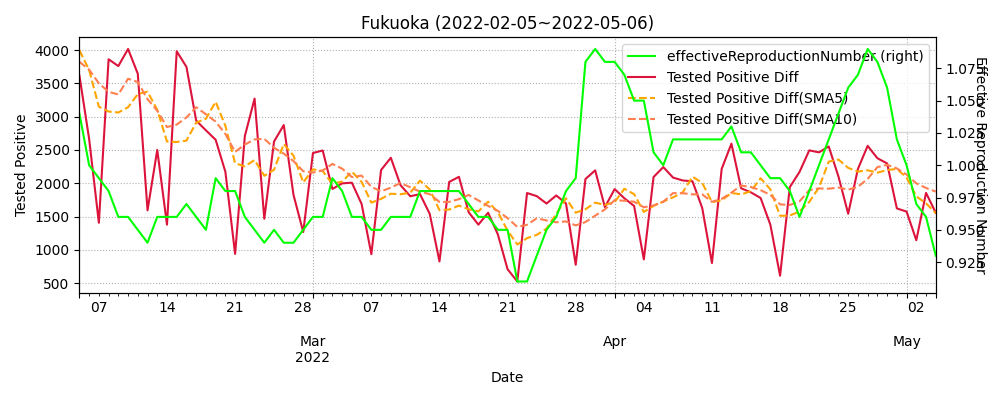 Fukuoka (2022-02-05~2022-05-06)
effectiveReproductionNumber (right)
Tested Positive Diff
Tested Positive Diff(SMA5)
Tested Positive Diff(SMA10)
Tested Positive
4000
3500
3000
2500
2000
1500
1000
500
Effective Reproduction Number
1.075
1.050
1.025
1.000
0.975
0.950
0.925
07 14 21 28 07 14 21 28 04 11 18 25 02
Mar Apr May
2022
Date